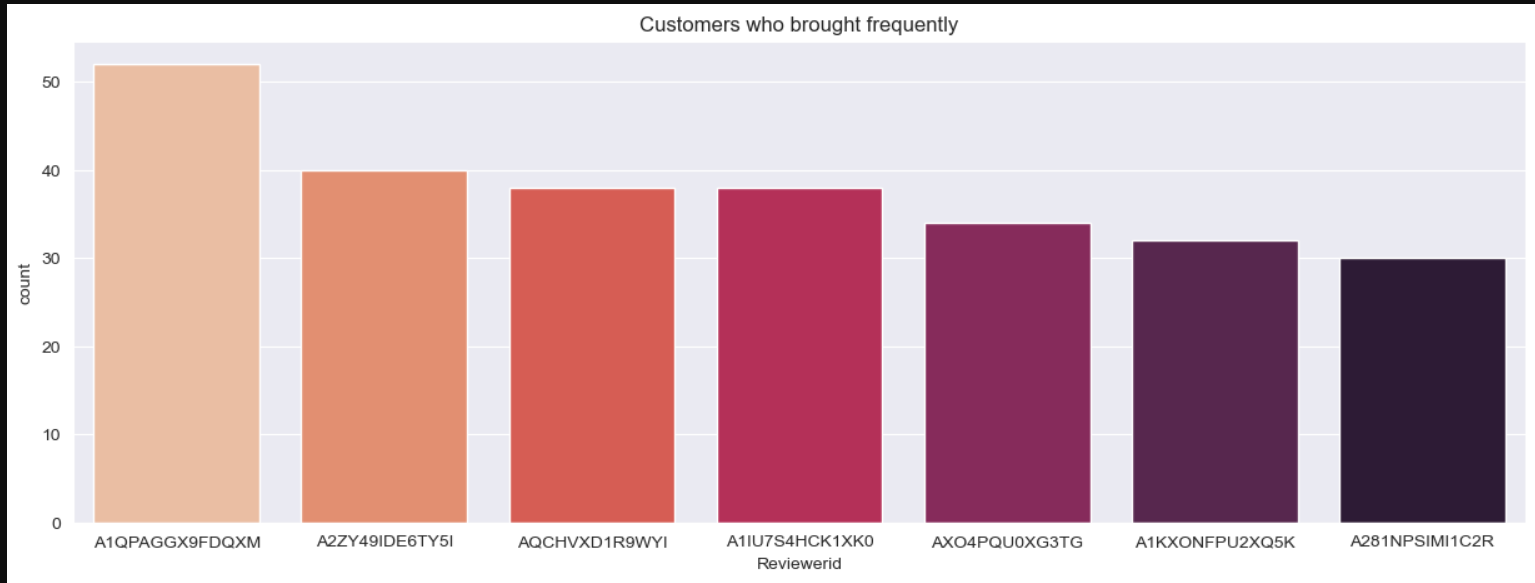 Customers who brought frequently
50
40
30
20
10
0
count
A1QPAGGX9FDQXM A2ZY49IDE6TY5I AQCHVXD1R9WYI A1IU7S4HCK1XK0 AXO4PQU0XG3TG A1KXONFPU2XQ5K A281NPSIMI1C2R
Reviewerid